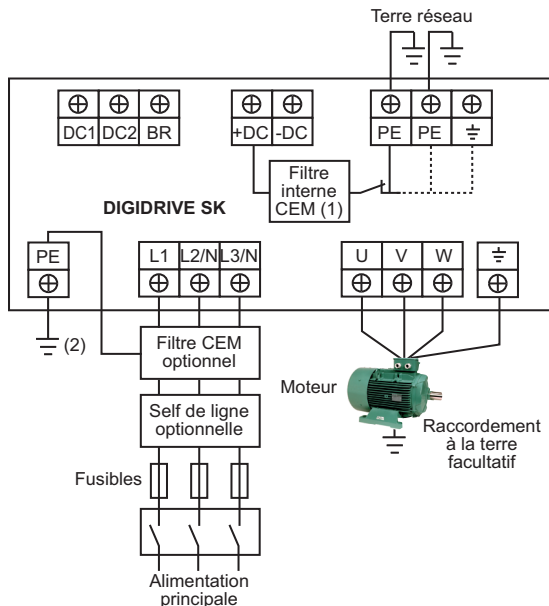 Terre réseau
DC1 DC2 BR
+DC -DC
PE PE
Filtre
interne
CEM (1)
DIGIDRIVE SK
PE
L1 L2/N L3/N
U V W
(2)
Filtre CEM
optionnel
Self de ligne
optionnelle
Moteur
Raccordement
à la terre
facultatif
Fusibles
Alimentation
principale